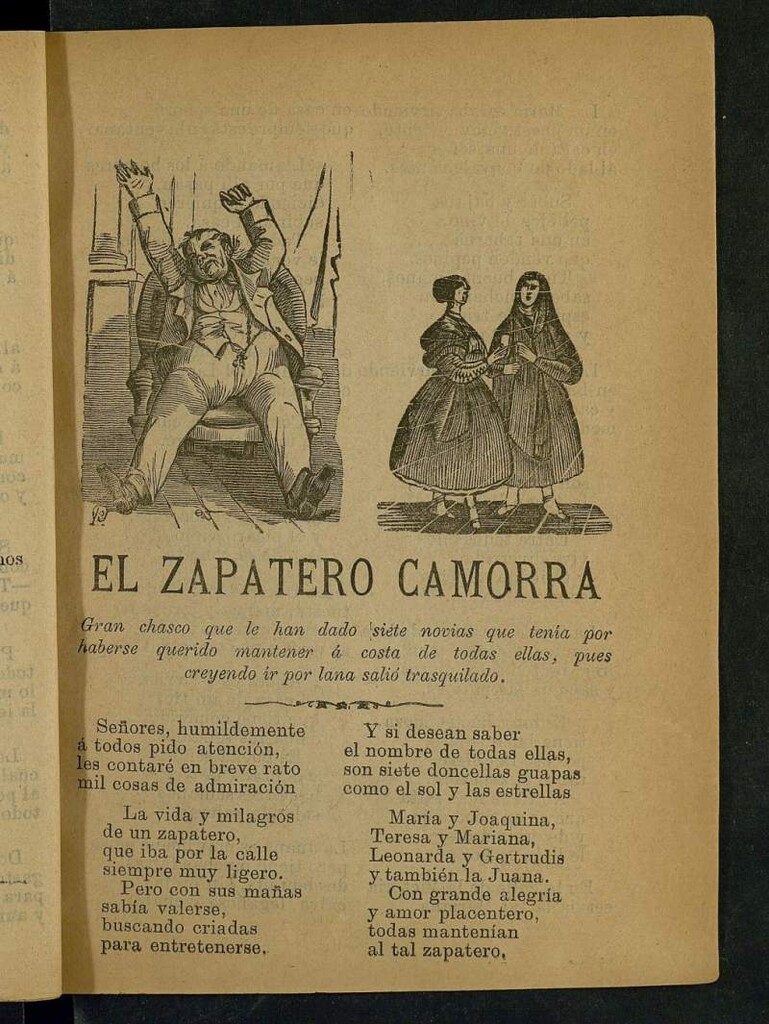 EL ZAPATERO CAMORRA
Gran chasco que le han dado siete novias que tenía por
haberse querido mantener á costa de todas ellas, pues
creyendo ir por lana salió trasquilado.
Señores, humildemente
á todos pido atención,
les contaré en breve rato
mil cosas de admiración
La vida y milagros
de un zapatero,
que iba por la calle
siempre muy ligero.
Pero con sus mañas
sabía valerse,
buscando criadas
para entretenerse.
Y si desean saber
el nombre de todas ellas,
son siete doncellas guapas
como el sol y las estrellas
María y Joaquina,
Teresa y Mariana,
Leonarda y Gertrudis
y también la Juana.
Con grande alegría
y amor placentero,
todas mantenían
al tal zapatero,